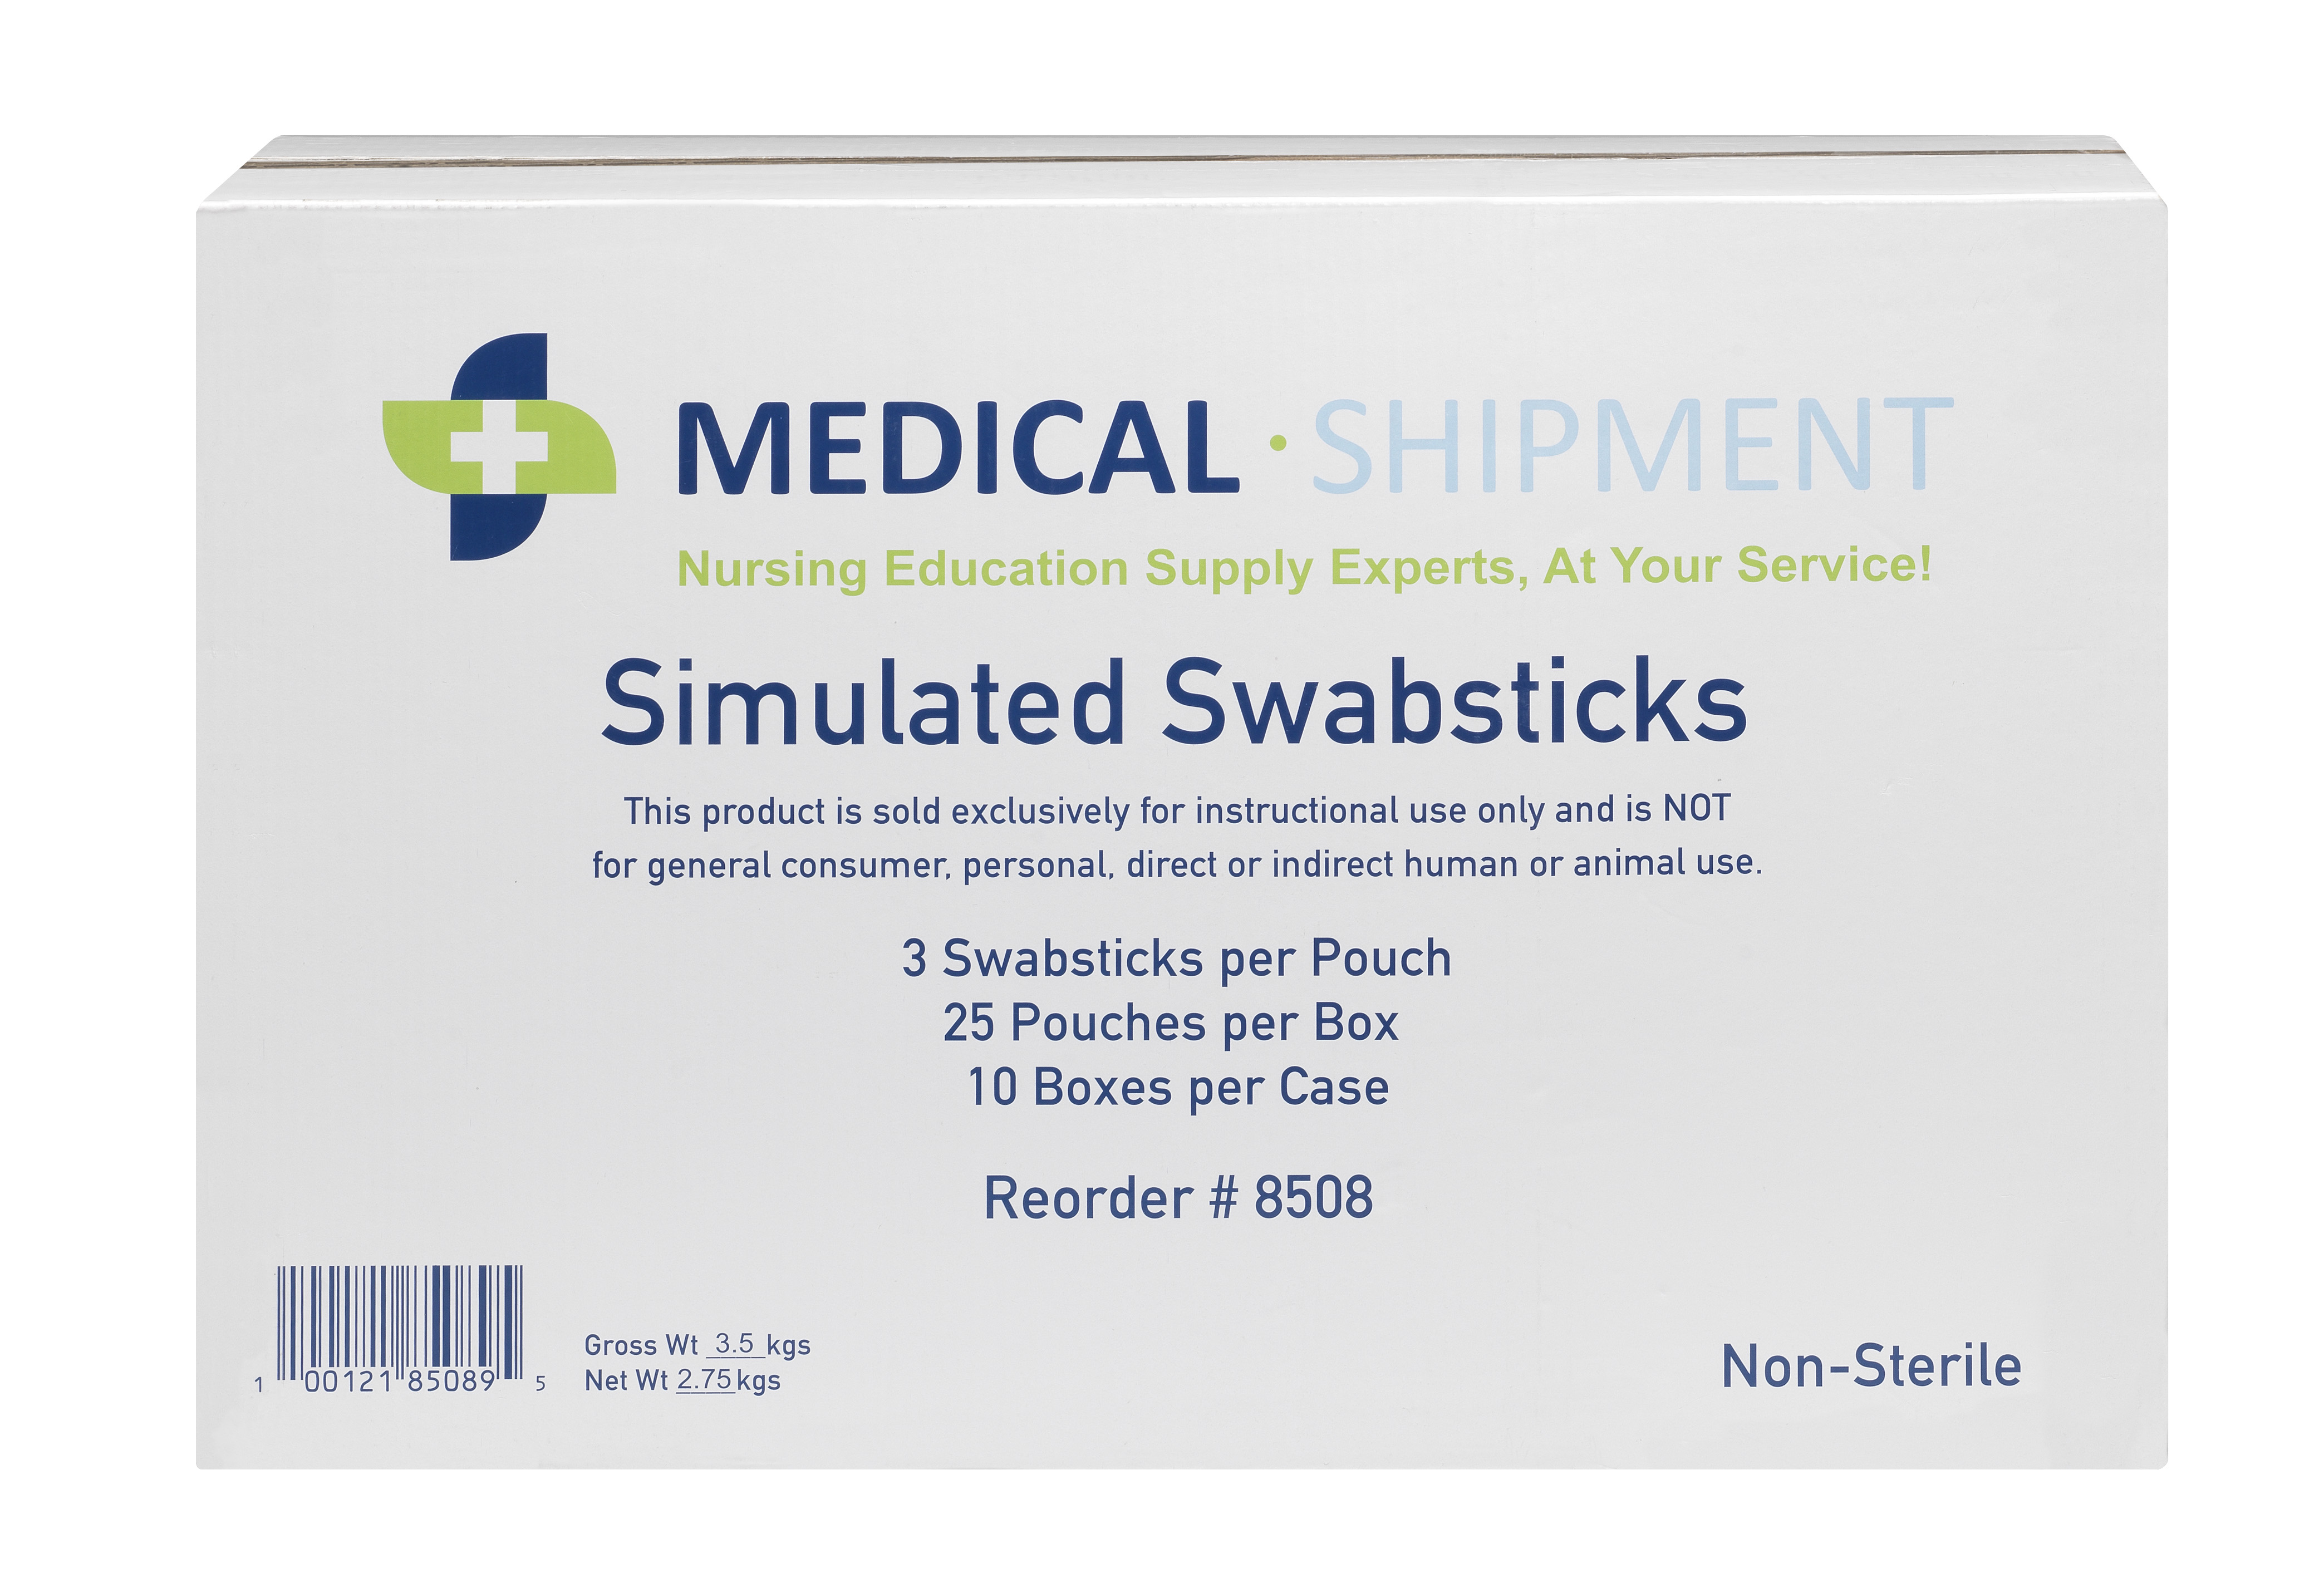 MEDICAL · SHIPMENT
Nursing Education Supply Experts, At Your Service!
Simulated Swabsticks
This product is sold exclusively for instructional use only and is NOT
for general consumer, personal, direct or indirect human or animal use.
3 Swabsticks per Pouch
25 Pouches per Box
10 Boxes per Case
Reorder # 8508
1 00121 85089 5
Gross Wt 3.5 kgs
Net Wt 2.75 kgs
Non-Sterile